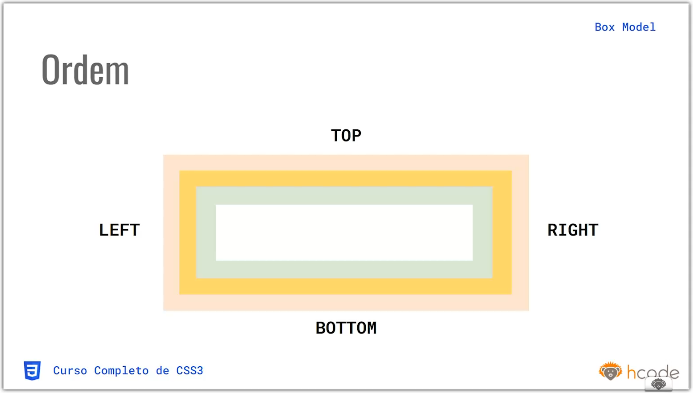 Box Model
Ordem
TOP
LEFT
RIGHT
BOTTOM
Curso Completo de CSS3
hcode